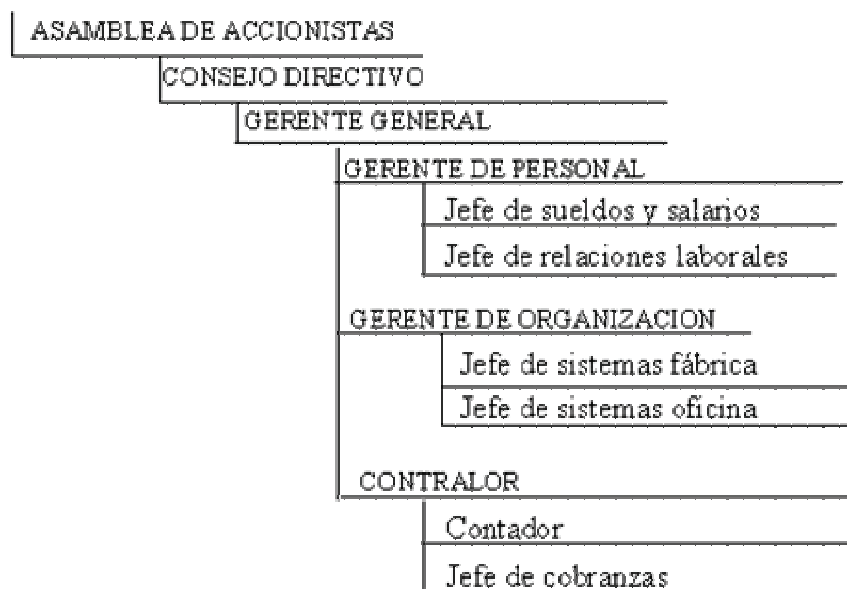 ASAMBLEA DE ACCIONISTAS
CONSEJO DIRECTIVO
GERENTE GENERAL
GERENTE DE PERSONAL
Jefe de sueldos y salarios
Jefe de relaciones laborales
GERENTE DE ORGANIZACION
Jefe de sistemas fábrica
Jefe de sistemas oficina
CONTRALOR
Contador
Jefe de cobranzas